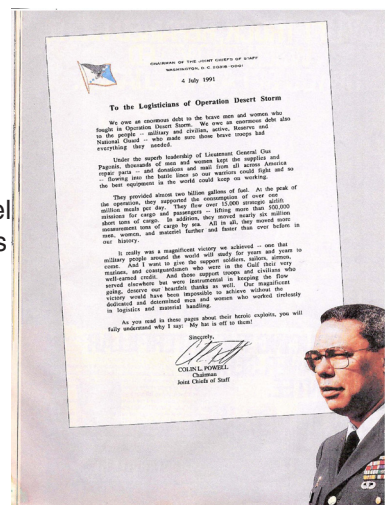 CHAIRMAN OF THE JOINT CHIEFS OF STAFF
WASHINGTON, D.C. 20318-0001
4 July 1991
To the Logisticians of Operation Desert Storm
We owe an enormous debt to the brave men and women who
fought in Operation Desert Storm. We owe an enormous debt also
to the people -- military and civilian, active, Reserve and
National Guard -- who made sure those brave troops had
everything they needed.
Under the superb leadership of Lieutenant General Gus
Pagonis, thousands of men and women kept the supplies and
repair parts -- and donations and mail from all across America
-- flowing into the battle lines so our warriors could fight and so
the best equipment in the world could keep on working.
They provided almost two billion gallons of fuel. At the peak of
the operation, they supported the consumption of over one
million meals per day. They flew over 15,000 strategic airlift
missions for cargo and passengers -- lifting more than 500,000
short tons of cargo. In addition, they moved nearly six million
measurement tons of cargo by sea. All in all, they moved more
men, women, and materiel further and faster than ever before in
our history.
It really was a magnificent victory we achieved -- one that
military people around the world will study for years and years to
come. And I want to give the support soldiers, sailors, airmen,
marines, and coastguardsmen who were in the Gulf their very
well-earned credit. And those support troops and civilians who
served elsewhere but were instrumental in keeping the flow
going, deserve our heartfelt thanks as well. Our magnificent
victory would have been impossible to achieve without the
dedicated and determined men and women who worked tirelessly
in logistics and material handling.
As you read in these pages about their heroic exploits, you will
fully understand why I say: My hat is off to them!
Sincerely,
COLIN L. POWELL
Chairman
Joint Chiefs of Staff
el
s